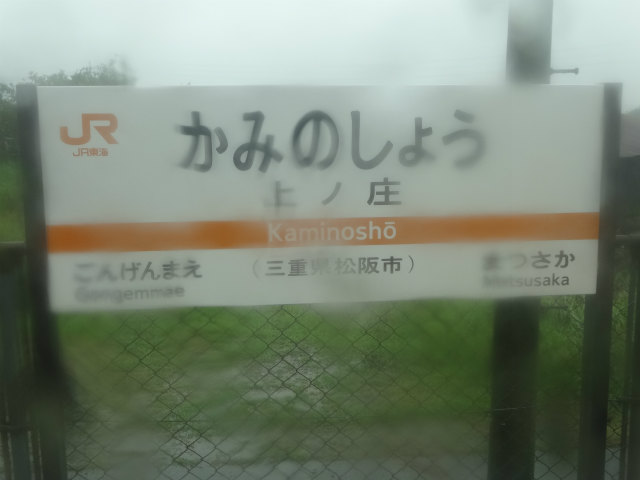 JR
JR東海
かみのしょう
上ノ庄
Kaminoshō
ごんげんまえ
Gongemmae
(三重県松阪市)
まつさか
Matsusaka